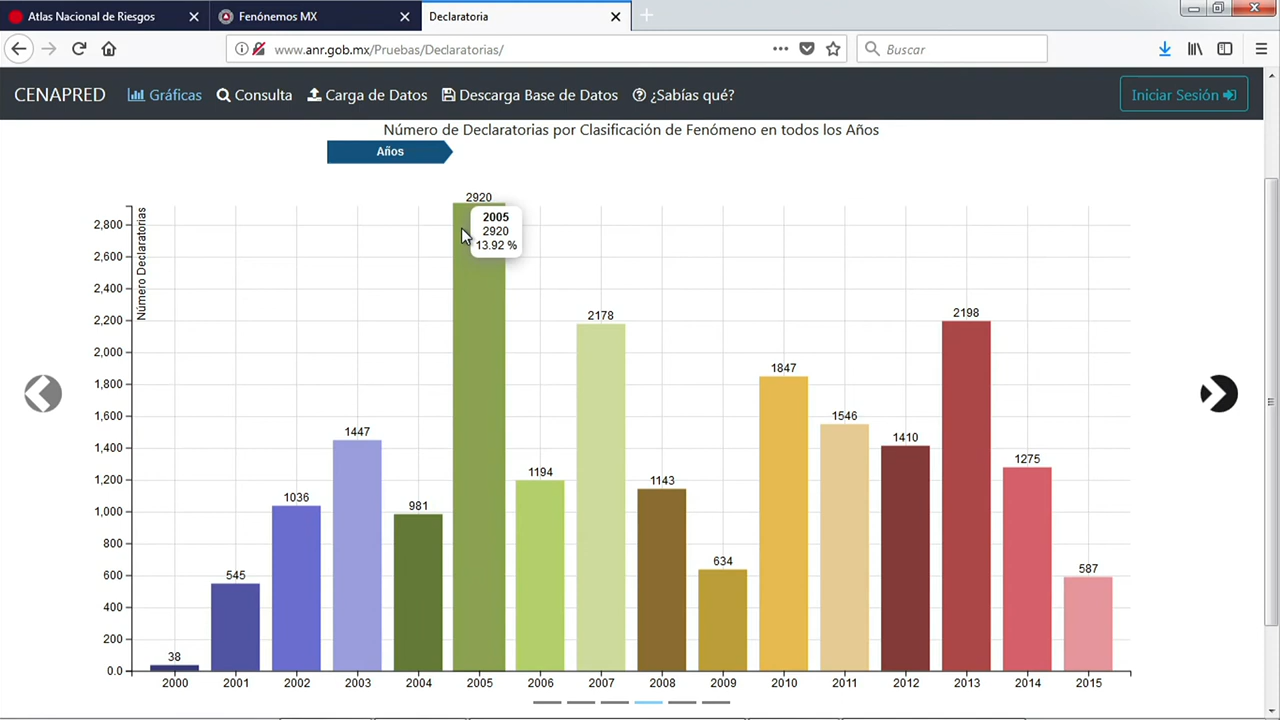 Atlas Nacional de Riesgos
Fenónemos MX
Declaratoria
www.anr.gob.mx/Pruebas/Declaratorias/
Buscar
CENAPRED
Gráficas
Consulta
Carga de Datos
Descarga Base de Datos
¿Sabías qué?
Iniciar Sesión
Número de Declaratorias por Clasificación de Fenómeno en todos los Años
Años
Número Declaratorias
2,800
2,600
2,400
2,200
2,000
1,800
1,600
1,400
1,200
1,000
800
600
400
200
0.0
38
545
1036
1447
981
2920
1194
2178
1143
634
1847
1546
1410
2198
1275
587
2005
2920
13.92 %
2000 2001 2002 2003 2004 2005 2006 2007 2008 2009 2010 2011 2012 2013 2014 2015